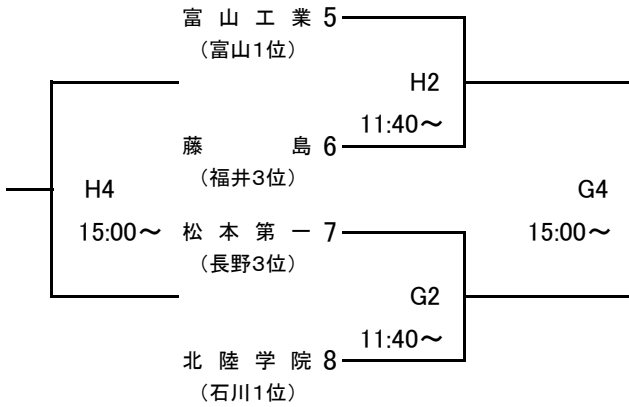 富山工業 5
（富山1位）
H2
11:40～
藤島 6
（福井3位）
H4
G4
15:00～
松本第一 7
15:00～
（長野3位）
G2
11:40～
北陸学院 8
（石川1位）